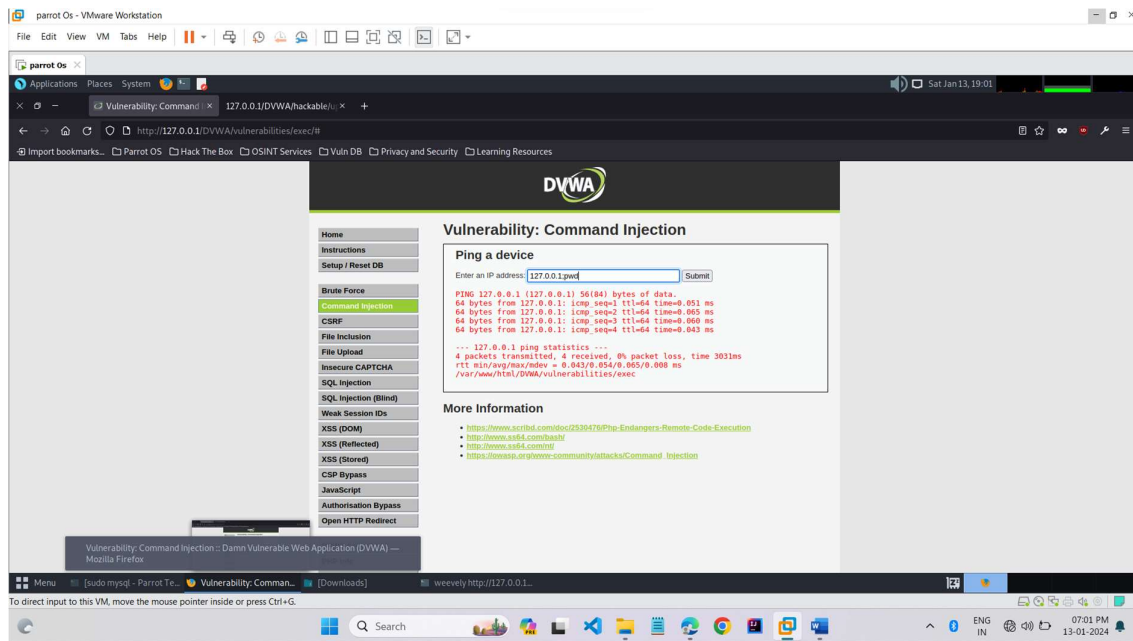 parrot Os - VMware Workstation
File Edit View VM Tabs Help
parrot Os
Applications Places System
Sat Jan 13, 19:01
Vulnerability: Command I
127.0.0.1/DVWA/hackable/u
http://127.0.0.1/DVWA/vulnerabilities/exec/#
Import bookmarks... Parrot OS Hack The Box OSINT Services Vuln DB Privacy and Security Learning Resources
DVWA
Home
Instructions
Setup / Reset DB
Brute Force
Command Injection
CSRF
File Inclusion
File Upload
Insecure CAPTCHA
SQL Injection
SQL Injection (Blind)
Weak Session IDs
XSS (DOM)
XSS (Reflected)
XSS (Stored)
CSP Bypass
JavaScript
Authorisation Bypass
Open HTTP Redirect
Vulnerability: Command Injection
Ping a device
Enter an IP address: 127.0.0.1;pwd Submit
PING 127.0.0.1 (127.0.0.1) 56(84) bytes of data.
64 bytes from 127.0.0.1: icmp_seq=1 ttl=64 time=0.051 ms
64 bytes from 127.0.0.1: icmp_seq=2 ttl=64 time=0.065 ms
64 bytes from 127.0.0.1: icmp_seq=3 ttl=64 time=0.060 ms
64 bytes from 127.0.0.1: icmp_seq=4 ttl=64 time=0.043 ms
--- 127.0.0.1 ping statistics ---
4 packets transmitted, 4 received, 0% packet loss, time 3031ms
rtt min/avg/max/mdev = 0.043/0.054/0.065/0.008 ms
/var/www/html/DVWA/vulnerabilities/exec
More Information
https://www.scribd.com/doc/2530476/Php-Endangers-Remote-Code-Execution
http://www.ss64.com/bash/
http://www.ss64.com/nt/
https://owasp.org/www-community/attacks/Command_Injection
Vulnerability: Command Injection :: Damn Vulnerable Web Application (DVWA) —
Mozilla Firefox
Menu [sudo mysql - Parrot Te... Vulnerability: Comman... [Downloads] weevely http://127.0.0.1...
To direct input to this VM, move the mouse pointer inside or press Ctrl+G.
Search
ENG
IN
07:01 PM
13-01-2024